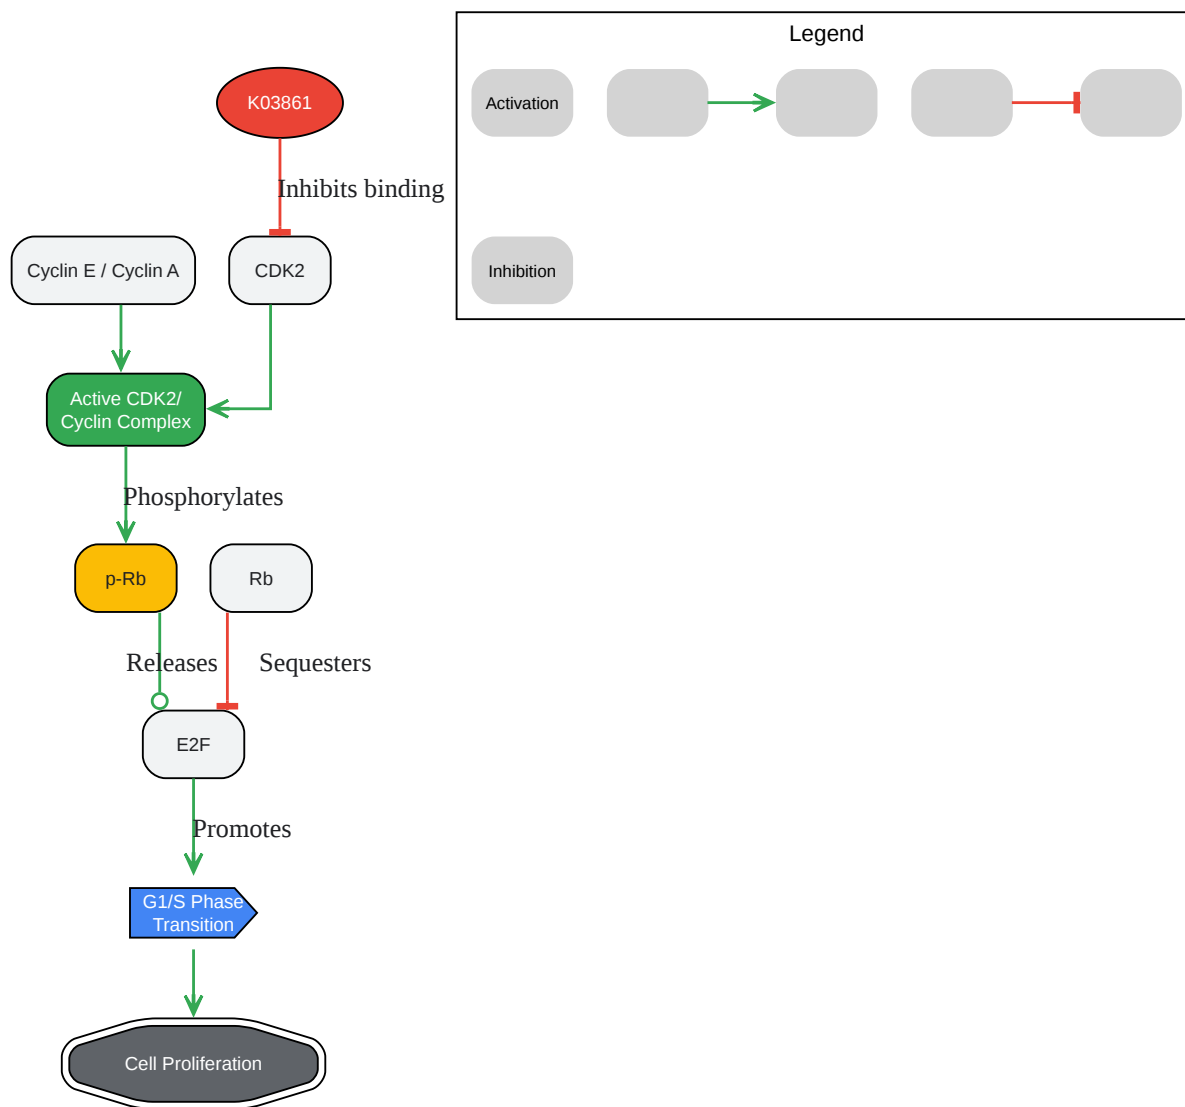 Legend
K03861
Activation
Inhibits binding
Cyclin E / Cyclin A
CDK2
Inhibition
Active CDK2/
Cyclin Complex
Phosphorylates
p-Rb
Rb
Releases
Sequesters
E2F
Promotes
G1/S Phase
Transition
Cell Proliferation